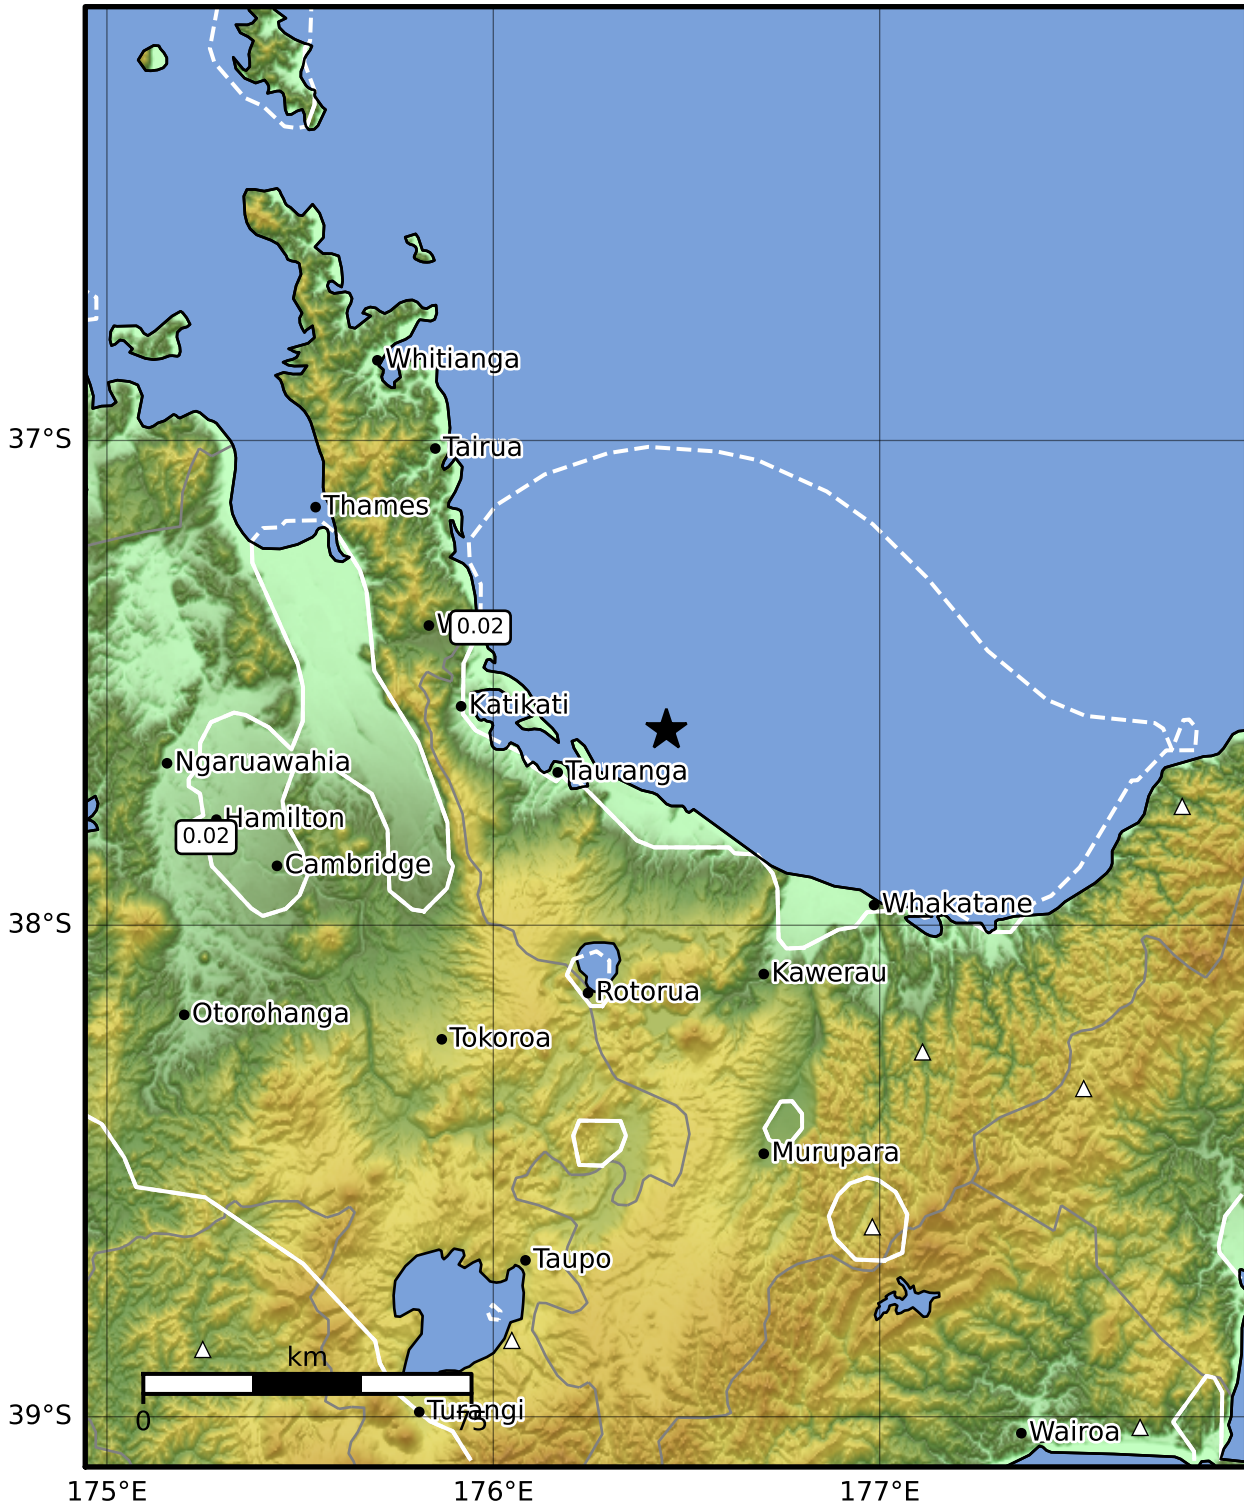 Whitianga
37°S
Tairua
Thames
W
0.02
Katikati
Ngaruawahia
Tauranga
Hamilton
0.02
Cambridge
Whakatane
38°S
Kawerau
Rotorua
Otorohanga
Tokoroa
Murupara
Taupo
km
0
75
Turangi
39°S
Wairoa
175°E
176°E
177°E